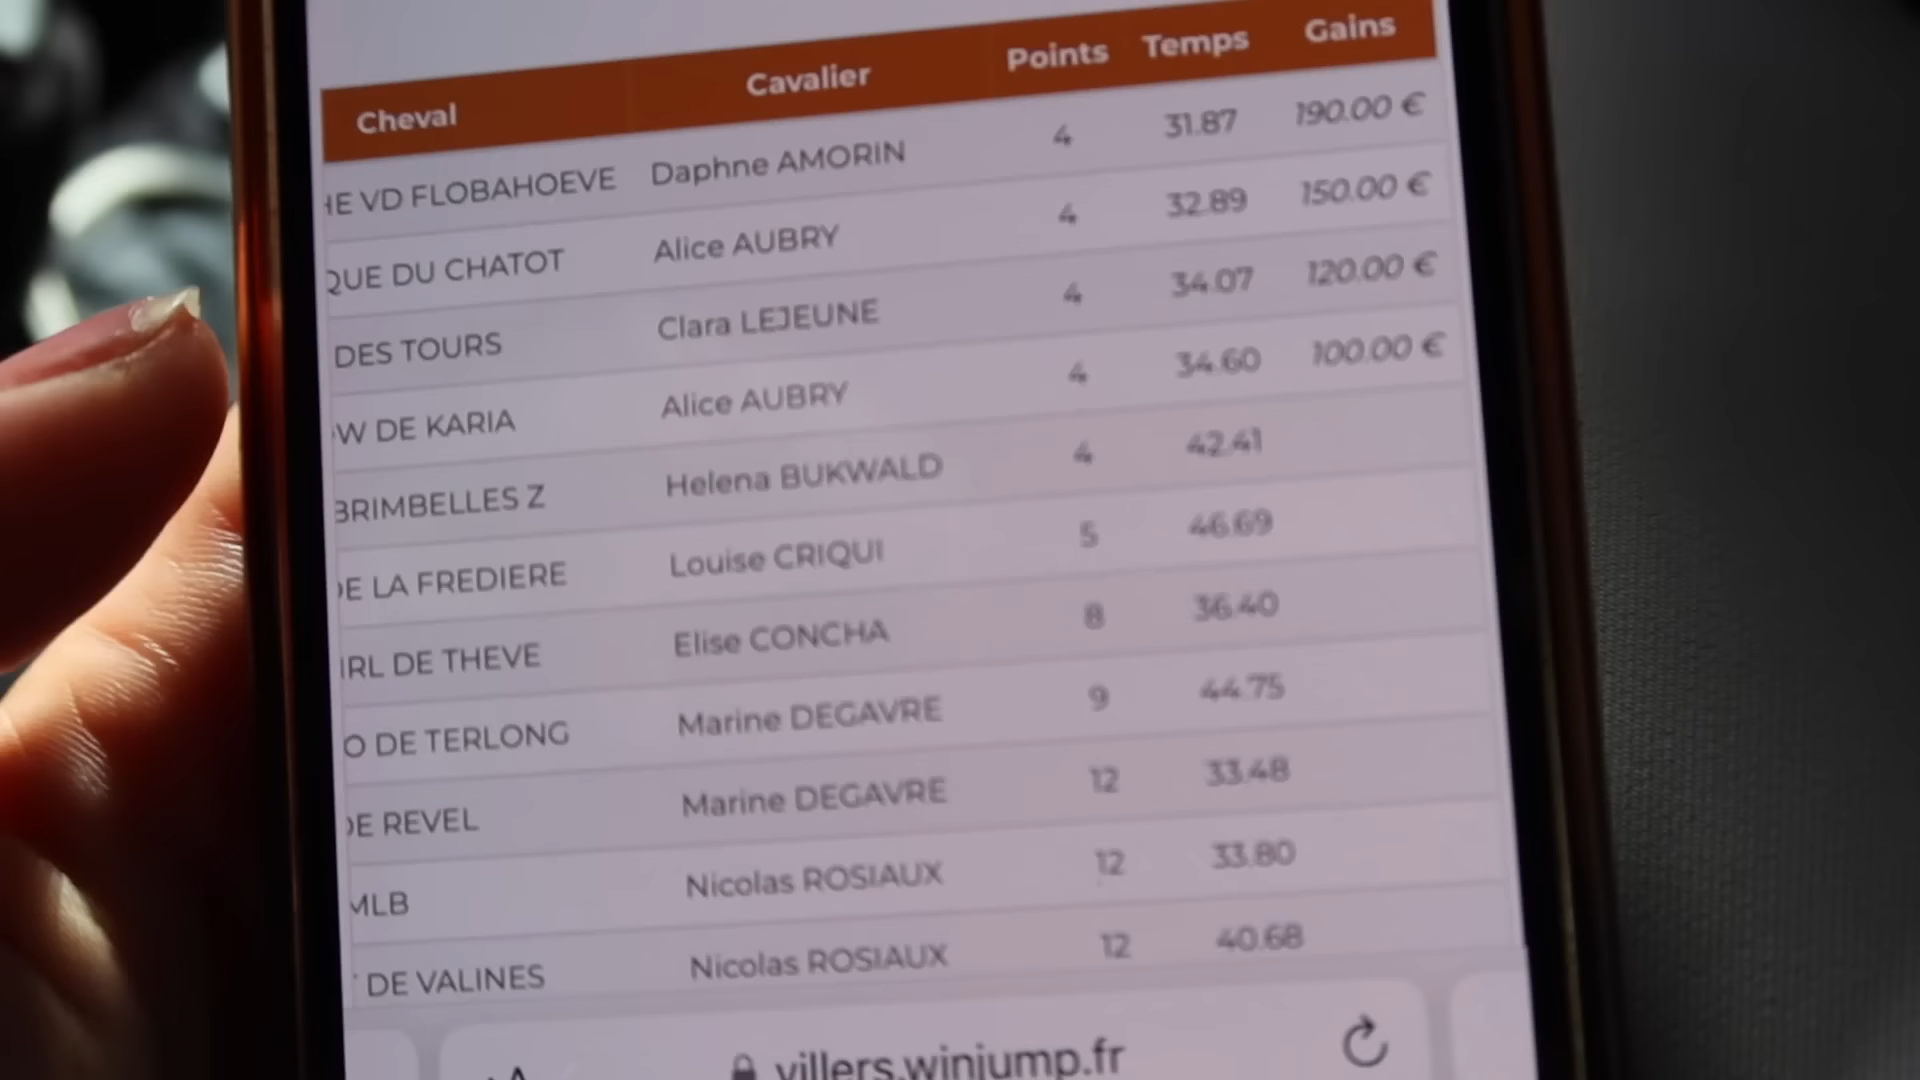 Cheval Cavalier Points Temps Gains
HE VD FLOBAHOEVE Daphne AMORIN 4 31.87 190.00 €
QUE DU CHATOT Alice AUBRY 4 32.89 150.00 €
DES TOURS Clara LEJEUNE 4 34.07 120.00 €
W DE KARIA Alice AUBRY 4 34.60 100.00 €
BRIMBELLES Z Helena BUKWALD 4 42.41
DE LA FREDIERE Louise CRIQUI 5 46.69
IRL DE THEVE Elise CONCHA 8 36.40
O DE TERLONG Marine DEGAVRE 9 44.75
DE REVEL Marine DEGAVRE 12 33.48
MLB Nicolas ROSIAUX 12 33.80
DE VALINES Nicolas ROSIAUX 12 40.68
villers.winjump.fr